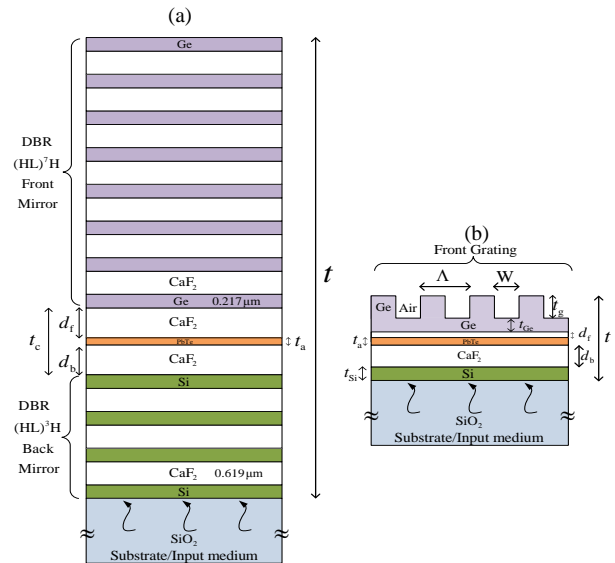 (a)
Ge
DBR
(HL)⁷H
Front
Mirror
CaF₂
Ge 0.217μm
CaF₂
PbTe
CaF₂
Si
t_c
d_f
d_b
t_a
t
DBR
(HL)³H
Back
Mirror
CaF₂ 0.619μm
Si
SiO₂
Substrate/Input medium
(b)
Front Grating
Λ
W
Ge
Air
t_g
t_Ge
Ge
d_f
t_a
PbTe
CaF₂
d_b
t
t_Si
Si
SiO₂
Substrate/Input medium
≈
≈
≈
≈